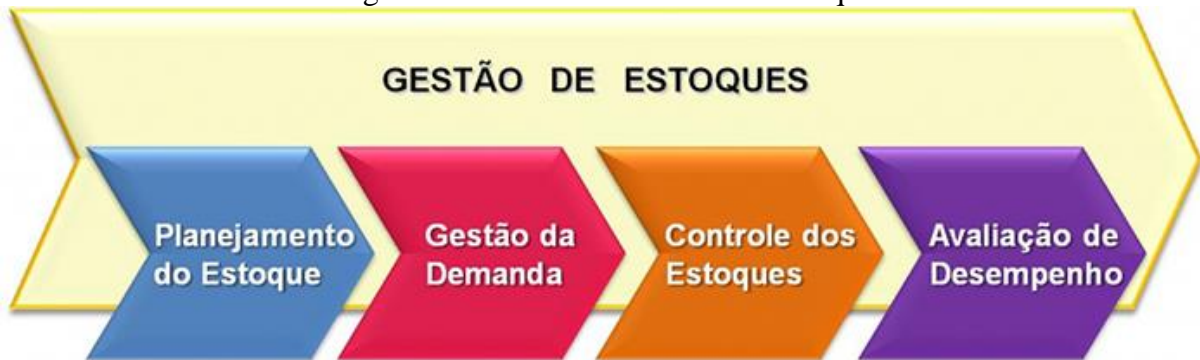 GESTÃO DE ESTOQUES
Planejamento
do Estoque
Gestão da
Demanda
Controle dos
Estoques
Avaliação de
Desempenho